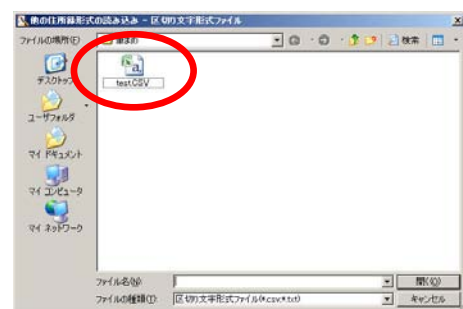 他の住所録形式の読み込み - 区切り文字形式ファイル
ファイルの場所(I):
検索
デスクトップ
test.CSV
ユーザフォルダ
マイ ドキュメント
マイ コンピュータ
マイ ネットワーク
ファイル名(N):
開く(O)
ファイルの種類(T):
区切り文字形式ファイル(*.csv;*.txt)
キャンセル